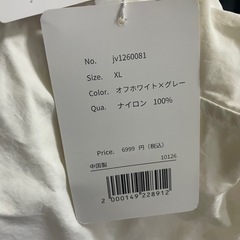 No. jv1260081
Size. XL
Color. オフホワイト×グレー
Qua. ナイロン 100%
Price. 6999 円(税込)
中国製 10126
2 000149 228912